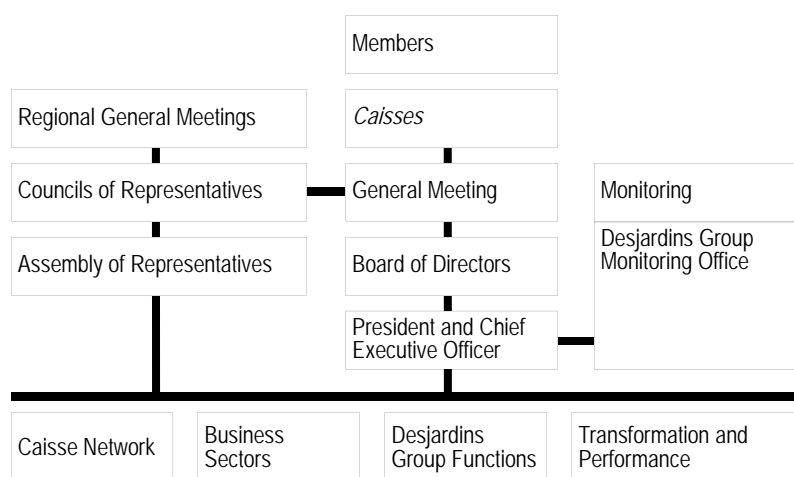 Members
Regional General Meetings
Caisses
Councils of Representatives
General Meeting
Monitoring
Assembly of Representatives
Board of Directors
Desjardins Group
Monitoring Office
President and Chief
Executive Officer
Caisse Network
Business
Sectors
Desjardins
Group Functions
Transformation and
Performance